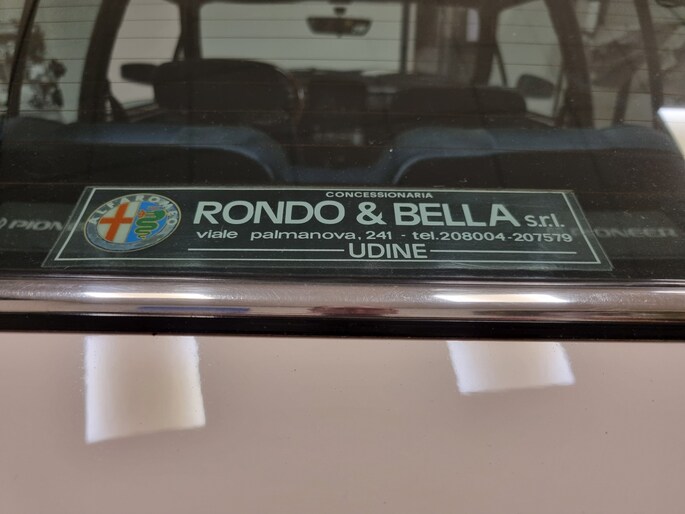 CONCESSIONARIA
RONDO & BELLA s.r.l.
viale palmanova, 241 - tel. 208004-207579
UDINE
PIONEER